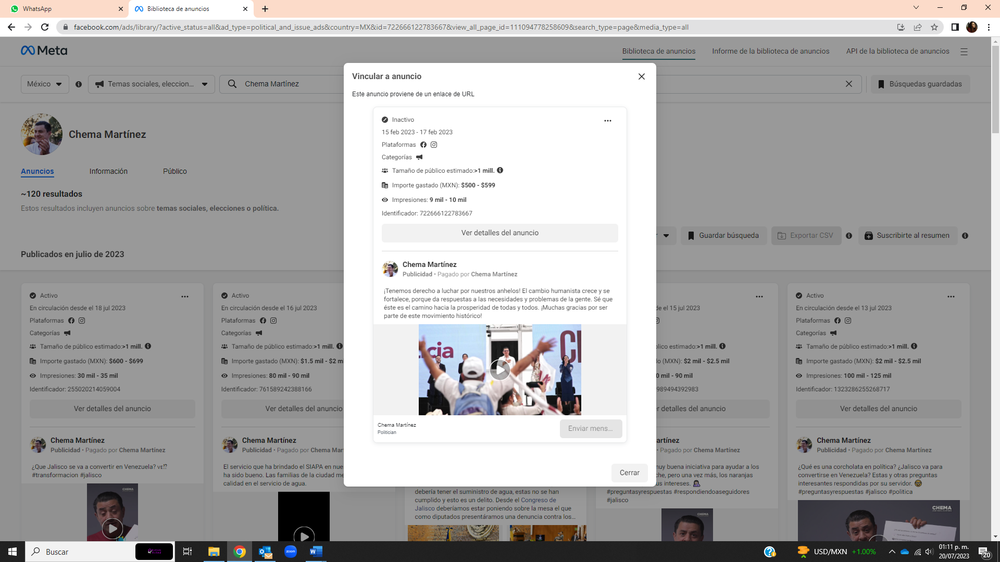 WhatsApp
Biblioteca de anuncios
facebook.com/ads/library/?active_status=all&ad_type=political_and_issue_ads&country=MX&id=722666122783667&view_all_page_id=111094778258609&search_type=page&media_type=all
Meta
Biblioteca de anuncios
Informe de la biblioteca de anuncios
API de la biblioteca de anuncios
México
Temas sociales, eleccion...
Chema Martínez
Búsquedas guardadas
Chema Martínez
Anuncios
Información
Público
~120 resultados
Estos resultados incluyen anuncios sobre temas sociales, elecciones o política.
Guardar búsqueda
Exportar CSV
Suscribirte al resumen
Publicados en julio de 2023
Vincular a anuncio
Este anuncio proviene de un enlace de URL
Inactivo
15 feb 2023 - 17 feb 2023
Plataformas
Categorías
Tamaño de público estimado:>1 mill.
Importe gastado (MXN): $500 - $599
Impresiones: 9 mil - 10 mil
Identificador: 722666122783667
Ver detalles del anuncio
Chema Martínez
Publicidad • Pagado por Chema Martínez
¡Tenemos derecho a luchar por nuestros anhelos! El cambio humanista crece y se
fortalece, porque da respuestas a las necesidades y problemas de la gente. Sé que
éste es el camino hacia la prosperidad de todas y todos. ¡Muchas gracias por ser
parte de este movimiento histórico!
icia
Chema Martínez
Politician
Enviar mens...
Cerrar
Activo
En circulación desde el 18 jul 2023
Plataformas
Categorías
Tamaño de público estimado:>1 mill.
Importe gastado (MXN): $600 - $699
Impresiones: 30 mil - 35 mil
Identificador: 255020214059004
Ver detalles del anuncio
Chema Martínez
Publicidad • Pagado por Chema Martínez
¿Que Jalisco se va a convertir en Venezuela? 🇻🇪⁉
#transformacion #jalisco
CHEMA
Activo
En circulación desde el 16 jul 2023
Plataformas
Categorías
Tamaño de público estimado:>1 mill.
Importe gastado (MXN): $1.5 mil - $2 mi
Impresiones: 80 mil - 90 mil
Identificador: 761589242388166
Ver detalles del anuncio
Chema Martínez
Publicidad • Pagado por Chema Mar
El servicio que ha brindado el SIAPA en nue
ha sido bueno. Las familias de la ciudad me
calidad en el servicio de agua.
debería tener el suministro de agua, estas no se han
cumplido y esto es un delito. Desde el Congreso de
Jalisco deberíamos estar poniendo sobre la mesa el que
como diputados presentáramos una denuncia contra los...
sde el 15 jul 2023
blico estimado:>1 mill.
do (MXN): $2 mil - $2.5 mil
0 mil - 90 mil
989494392983
r detalles del anuncio
artínez
Pagado por Chema Martínez
muy buena iniciativa para ayudar a los
che, pero una vez más, los naranjas
us intereses.
#preguntasyrespuestas #respondiendoaseguidores
#jalisco
CHEMA
Activo
En circulación desde el 13 jul 2023
Plataformas
Categorías
Tamaño de público estimado:>1 mill.
Importe gastado (MXN): $2 mil - $2.5 mil
Impresiones: 100 mil - 125 mil
Identificador: 1323286255268717
Ver detalles del anuncio
Chema Martínez
Publicidad • Pagado por Chema Martínez
¿Qué es una corcholata en política? ¿Jalisco va para
convertirse en Venezuela? Estas y otras preguntas
interesantes respondidas por su servidor.
#preguntasyrespuestas #jalisco #politica
CHEMA
Buscar
zoom
USD/MXN +1.00%
01:11 p. m.
20/07/2023
20